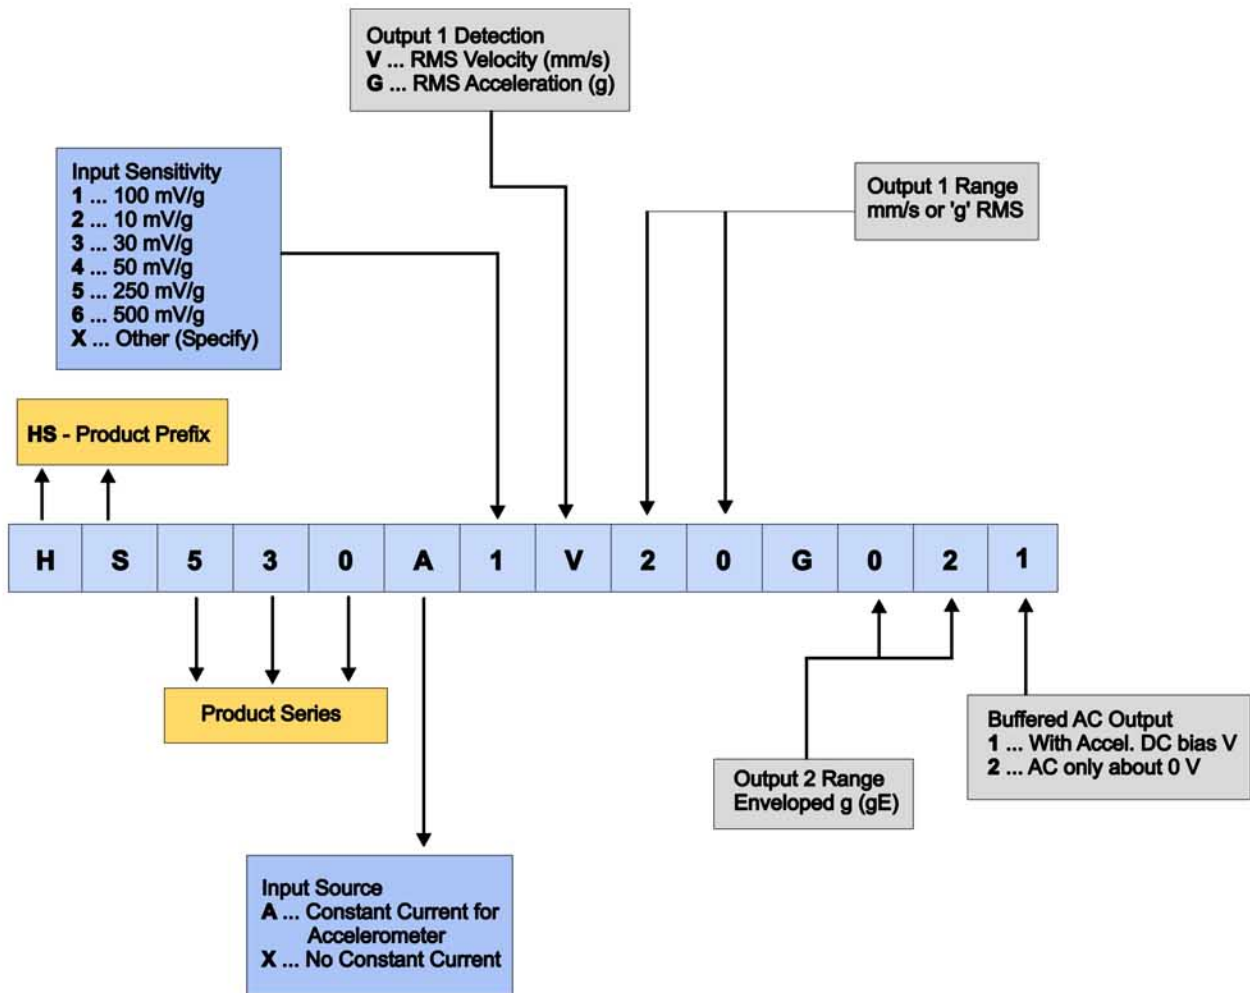 Output 1 Detection
V ... RMS Velocity (mm/s)
G ... RMS Acceleration (g)
Input Sensitivity
1 ... 100 mV/g
2 ... 10 mV/g
3 ... 30 mV/g
4 ... 50 mV/g
5 ... 250 mV/g
6 ... 500 mV/g
X ... Other (Specify)
Output 1 Range
mm/s or 'g' RMS
HS - Product Prefix
H S 5 3 0 A 1 V 2 0 G 0 2 1
Product Series
Buffered AC Output
1 ... With Accel. DC bias V
2 ... AC only about 0 V
Output 2 Range
Enveloped g (gE)
Input Source
A ... Constant Current for
Accelerometer
X ... No Constant Current